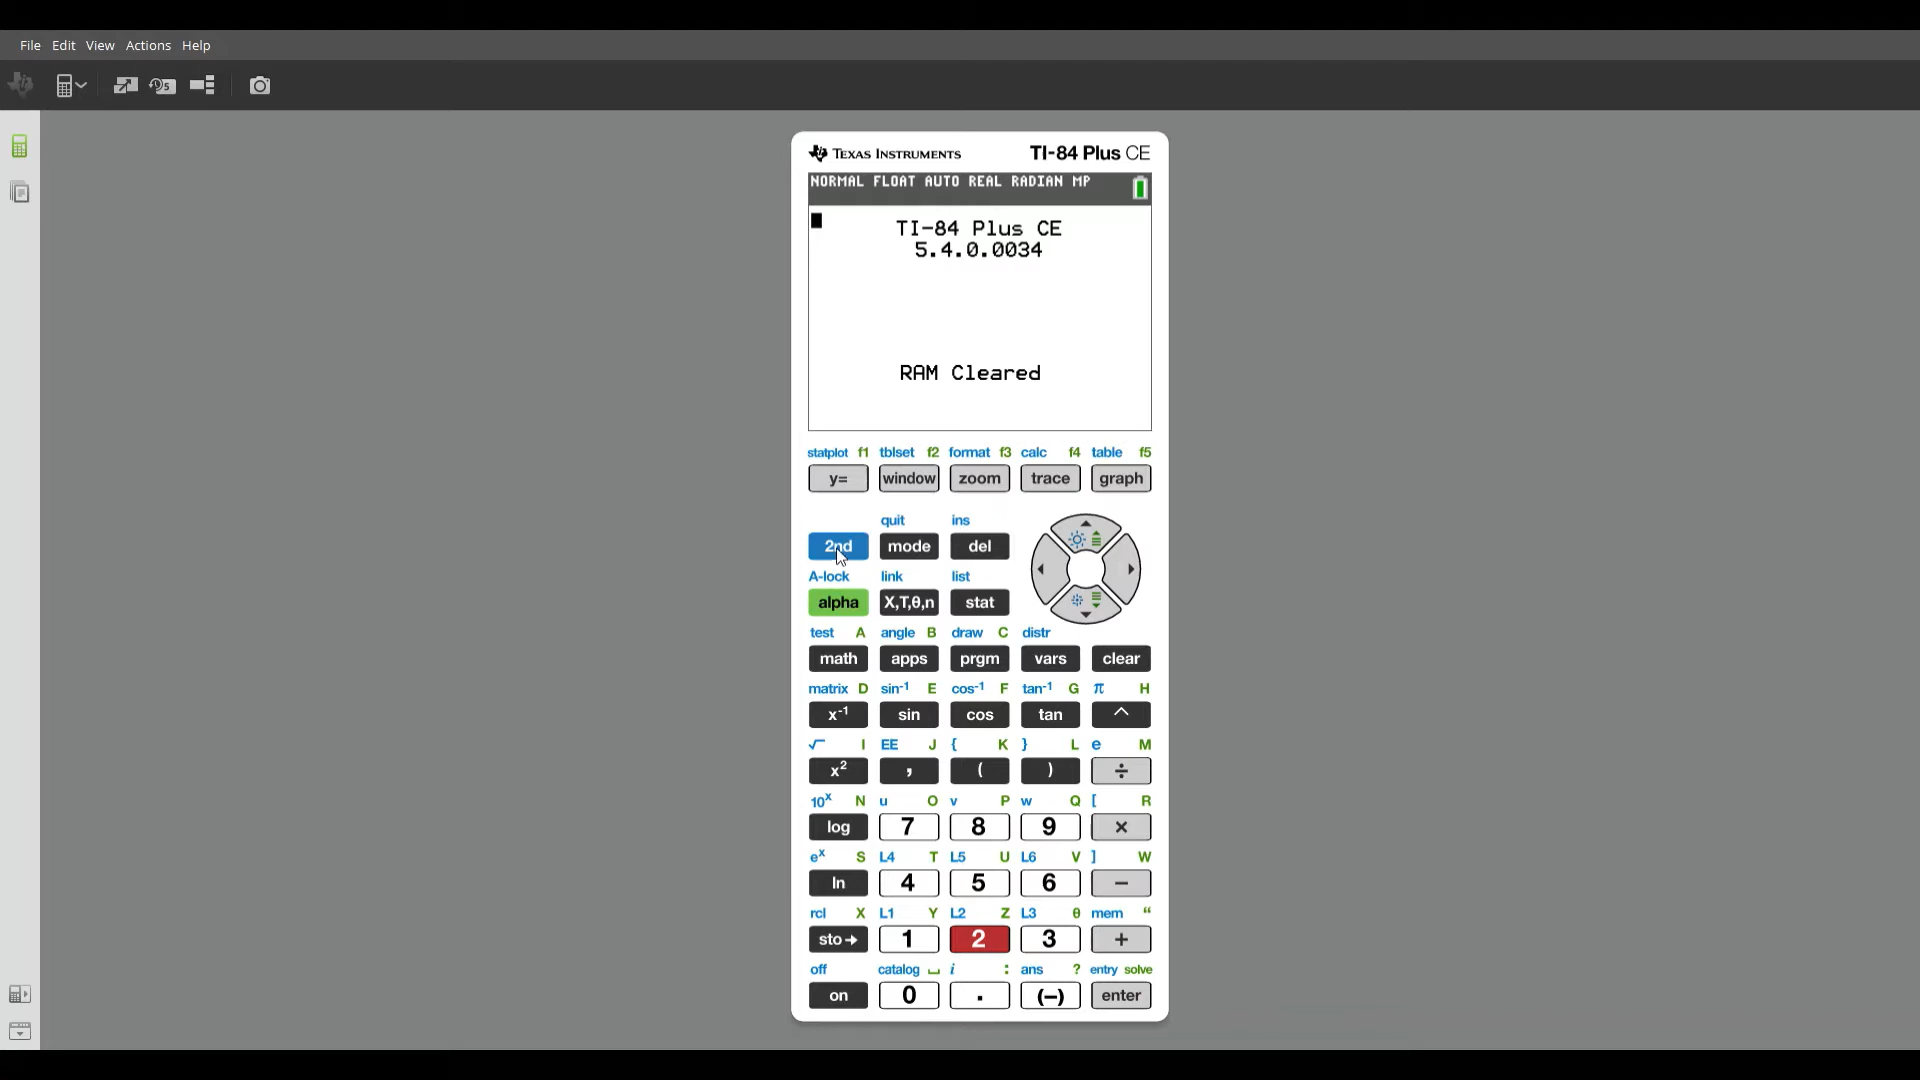 File Edit View Actions Help
TEXAS INSTRUMENTS TI-84 Plus CE
NORMAL FLOAT AUTO REAL RADIAN MP
TI-84 Plus CE
5.4.0.0034
RAM Cleared
statplot f1 tblset f2 format f3 calc f4 table f5
y= window zoom trace graph
quit ins
2nd mode del
A-lock link list
alpha X,T,θ,n stat
test A angle B draw C distr
math apps prgm vars clear
matrix D sin⁻¹ E cos⁻¹ F tan⁻¹ G π H
x⁻¹ sin cos tan ^
√ I EE J { K } L e M
x² , ( ) ÷
10ˣ N u O v P w Q [ R
log 7 8 9 ×
eˣ S L4 T L5 U L6 V ] W
ln 4 5 6 −
rcl X L1 Y L2 Z L3 θ mem “
sto→ 1 2 3 +
off catalog ⎵ i : ans ? entry solve
on 0 . (−) enter